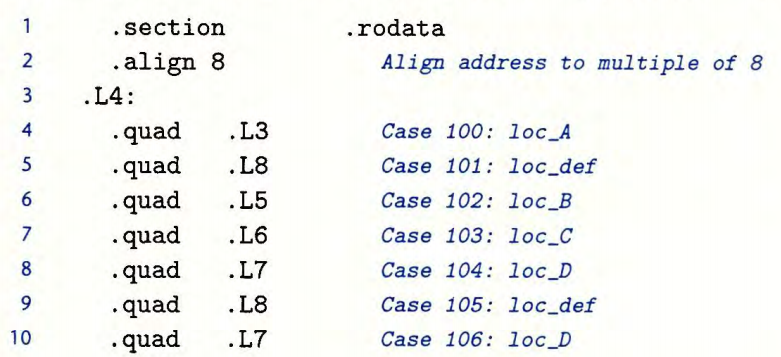 1 .section .rodata
2 .align 8 Align address to multiple of 8
3 .L4:
4 .quad .L3 Case 100: loc_A
5 .quad .L8 Case 101: loc_def
6 .quad .L5 Case 102: loc_B
7 .quad .L6 Case 103: loc_C
8 .quad .L7 Case 104: loc_D
9 .quad .L8 Case 105: loc_def
10 .quad .L7 Case 106: loc_D